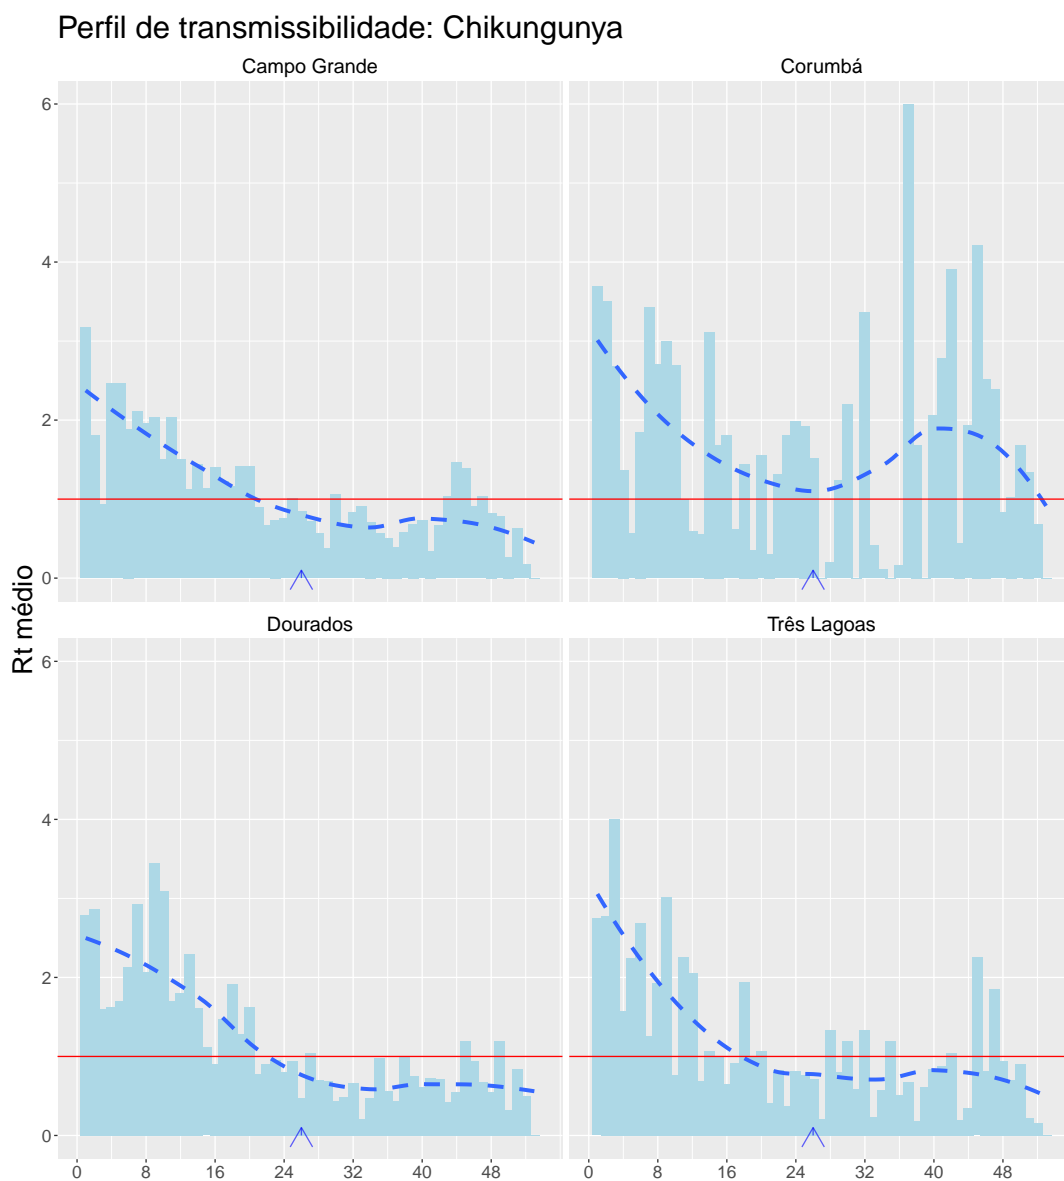 Perfil de transmissibilidade: Chikungunya
Campo Grande
Corumbá
6
4
2
0
Dourados
Três Lagoas
6
4
2
0
Rt médio
0 8 16 24 32 40 48
0 8 16 24 32 40 48